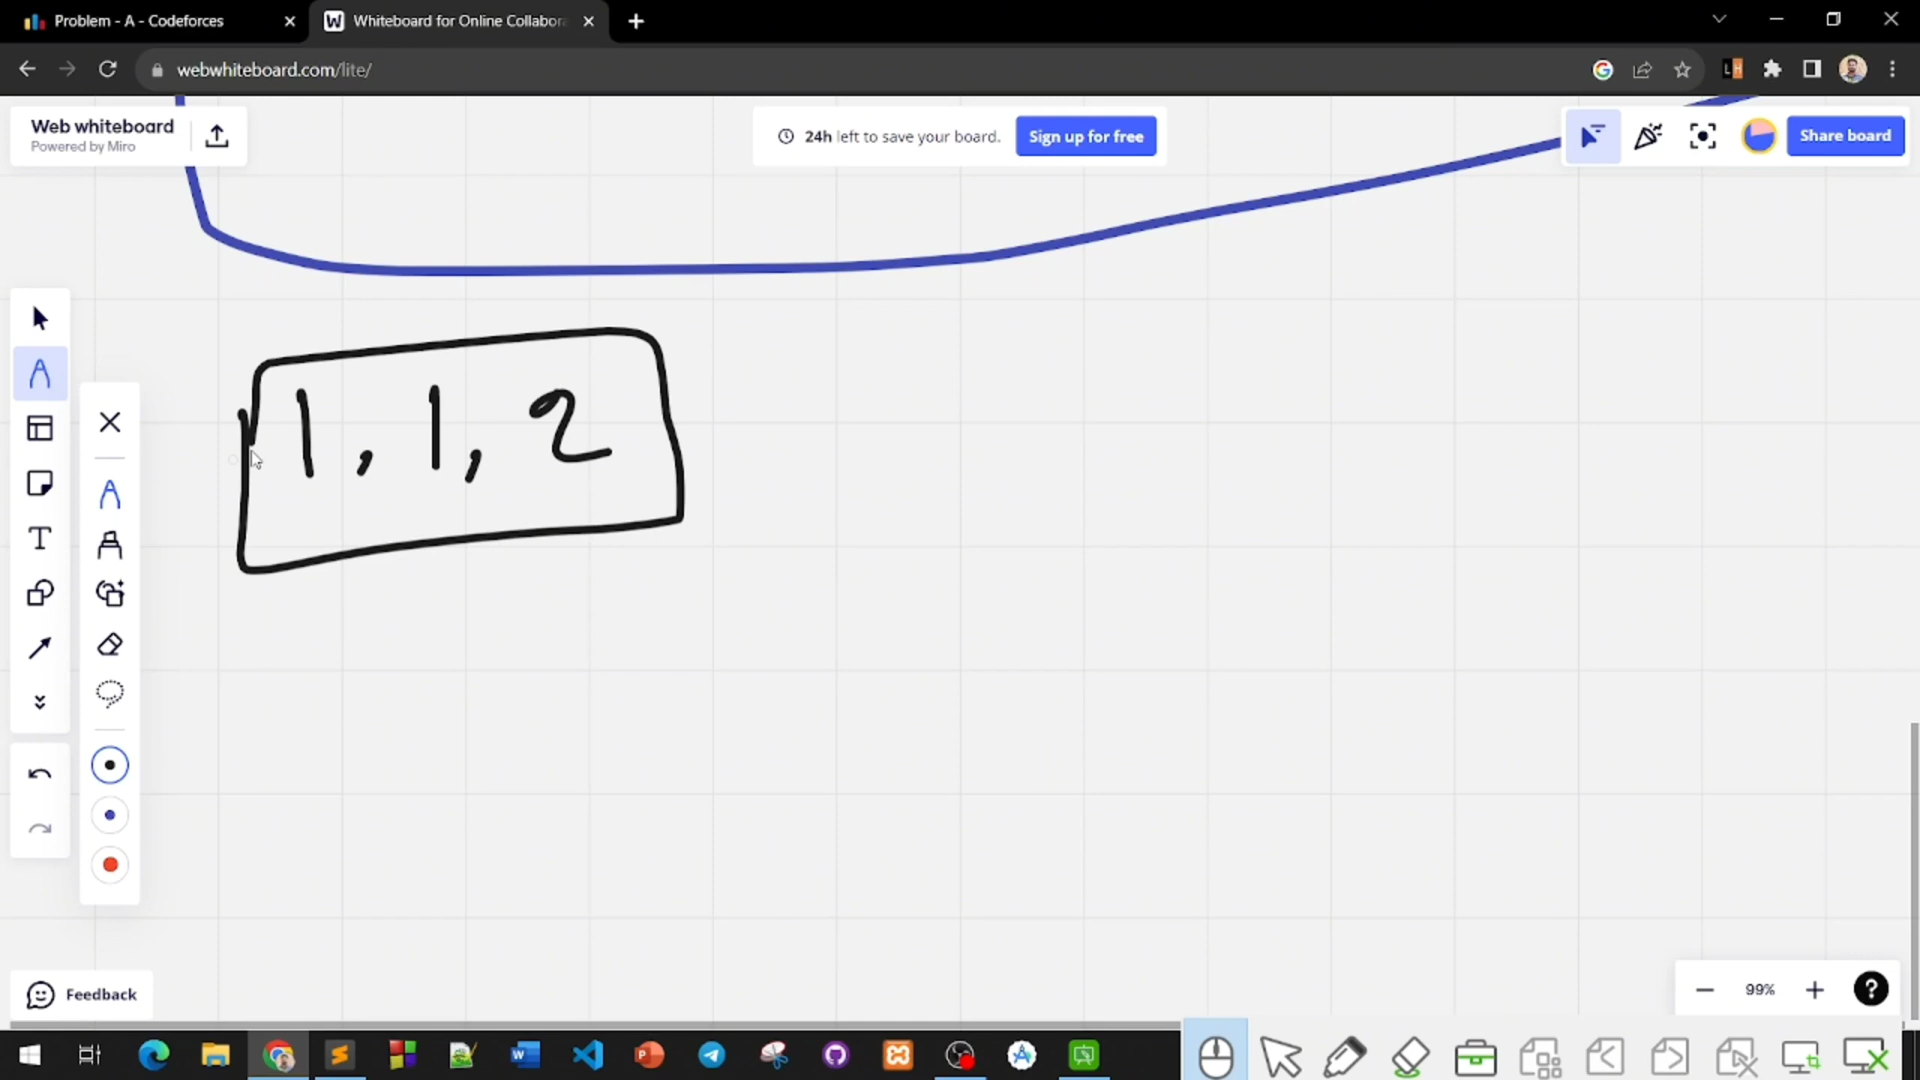 Problem - A - Codeforces
Whiteboard for Online Collabora
webwhiteboard.com/lite/
Web whiteboard
Powered by Miro
24h left to save your board.
Sign up for free
Share board
1, 1, 2
Feedback
99%